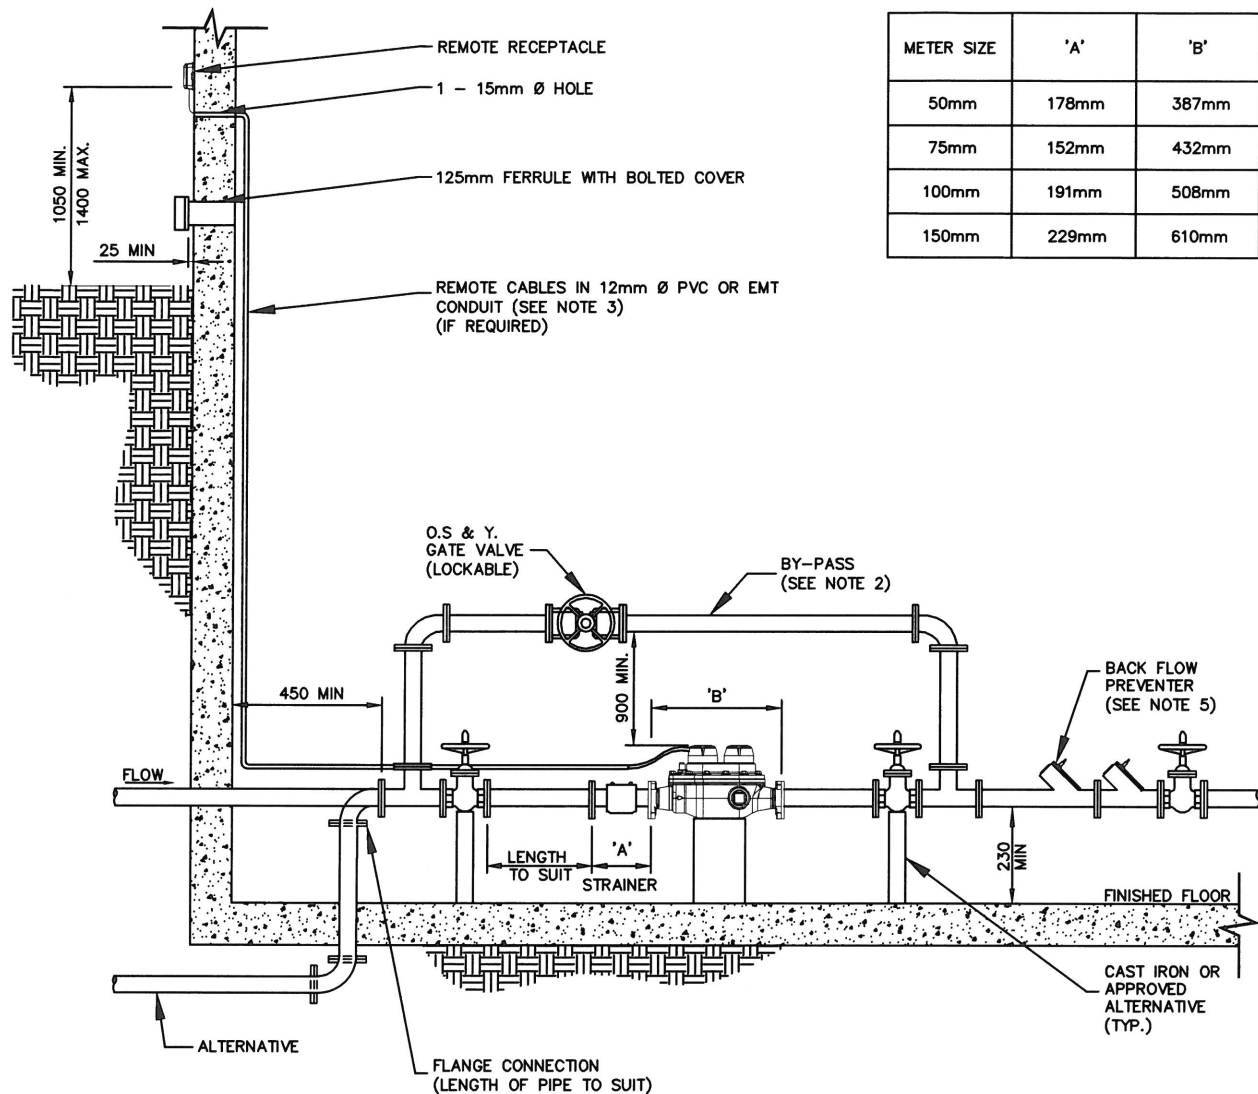 REMOTE RECEPTACLE
1 – 15mm Ø HOLE
1050 MIN.
1400 MAX.
125mm FERRULE WITH BOLTED COVER
25 MIN
REMOTE CABLES IN 12mm Ø PVC OR EMT
CONDUIT (SEE NOTE 3)
(IF REQUIRED)
METER SIZE 'A' 'B'
50mm 178mm 387mm
75mm 152mm 432mm
100mm 191mm 508mm
150mm 229mm 610mm
O.S & Y.
GATE VALVE
(LOCKABLE)
BY-PASS
(SEE NOTE 2)
450 MIN
900 MIN.
'B'
BACK FLOW
PREVENTER
(SEE NOTE 5)
FLOW
LENGTH
TO SUIT
'A'
STRAINER
230
MIN
FINISHED FLOOR
CAST IRON OR
APPROVED
ALTERNATIVE
(TYP.)
ALTERNATIVE
FLANGE CONNECTION
(LENGTH OF PIPE TO SUIT)